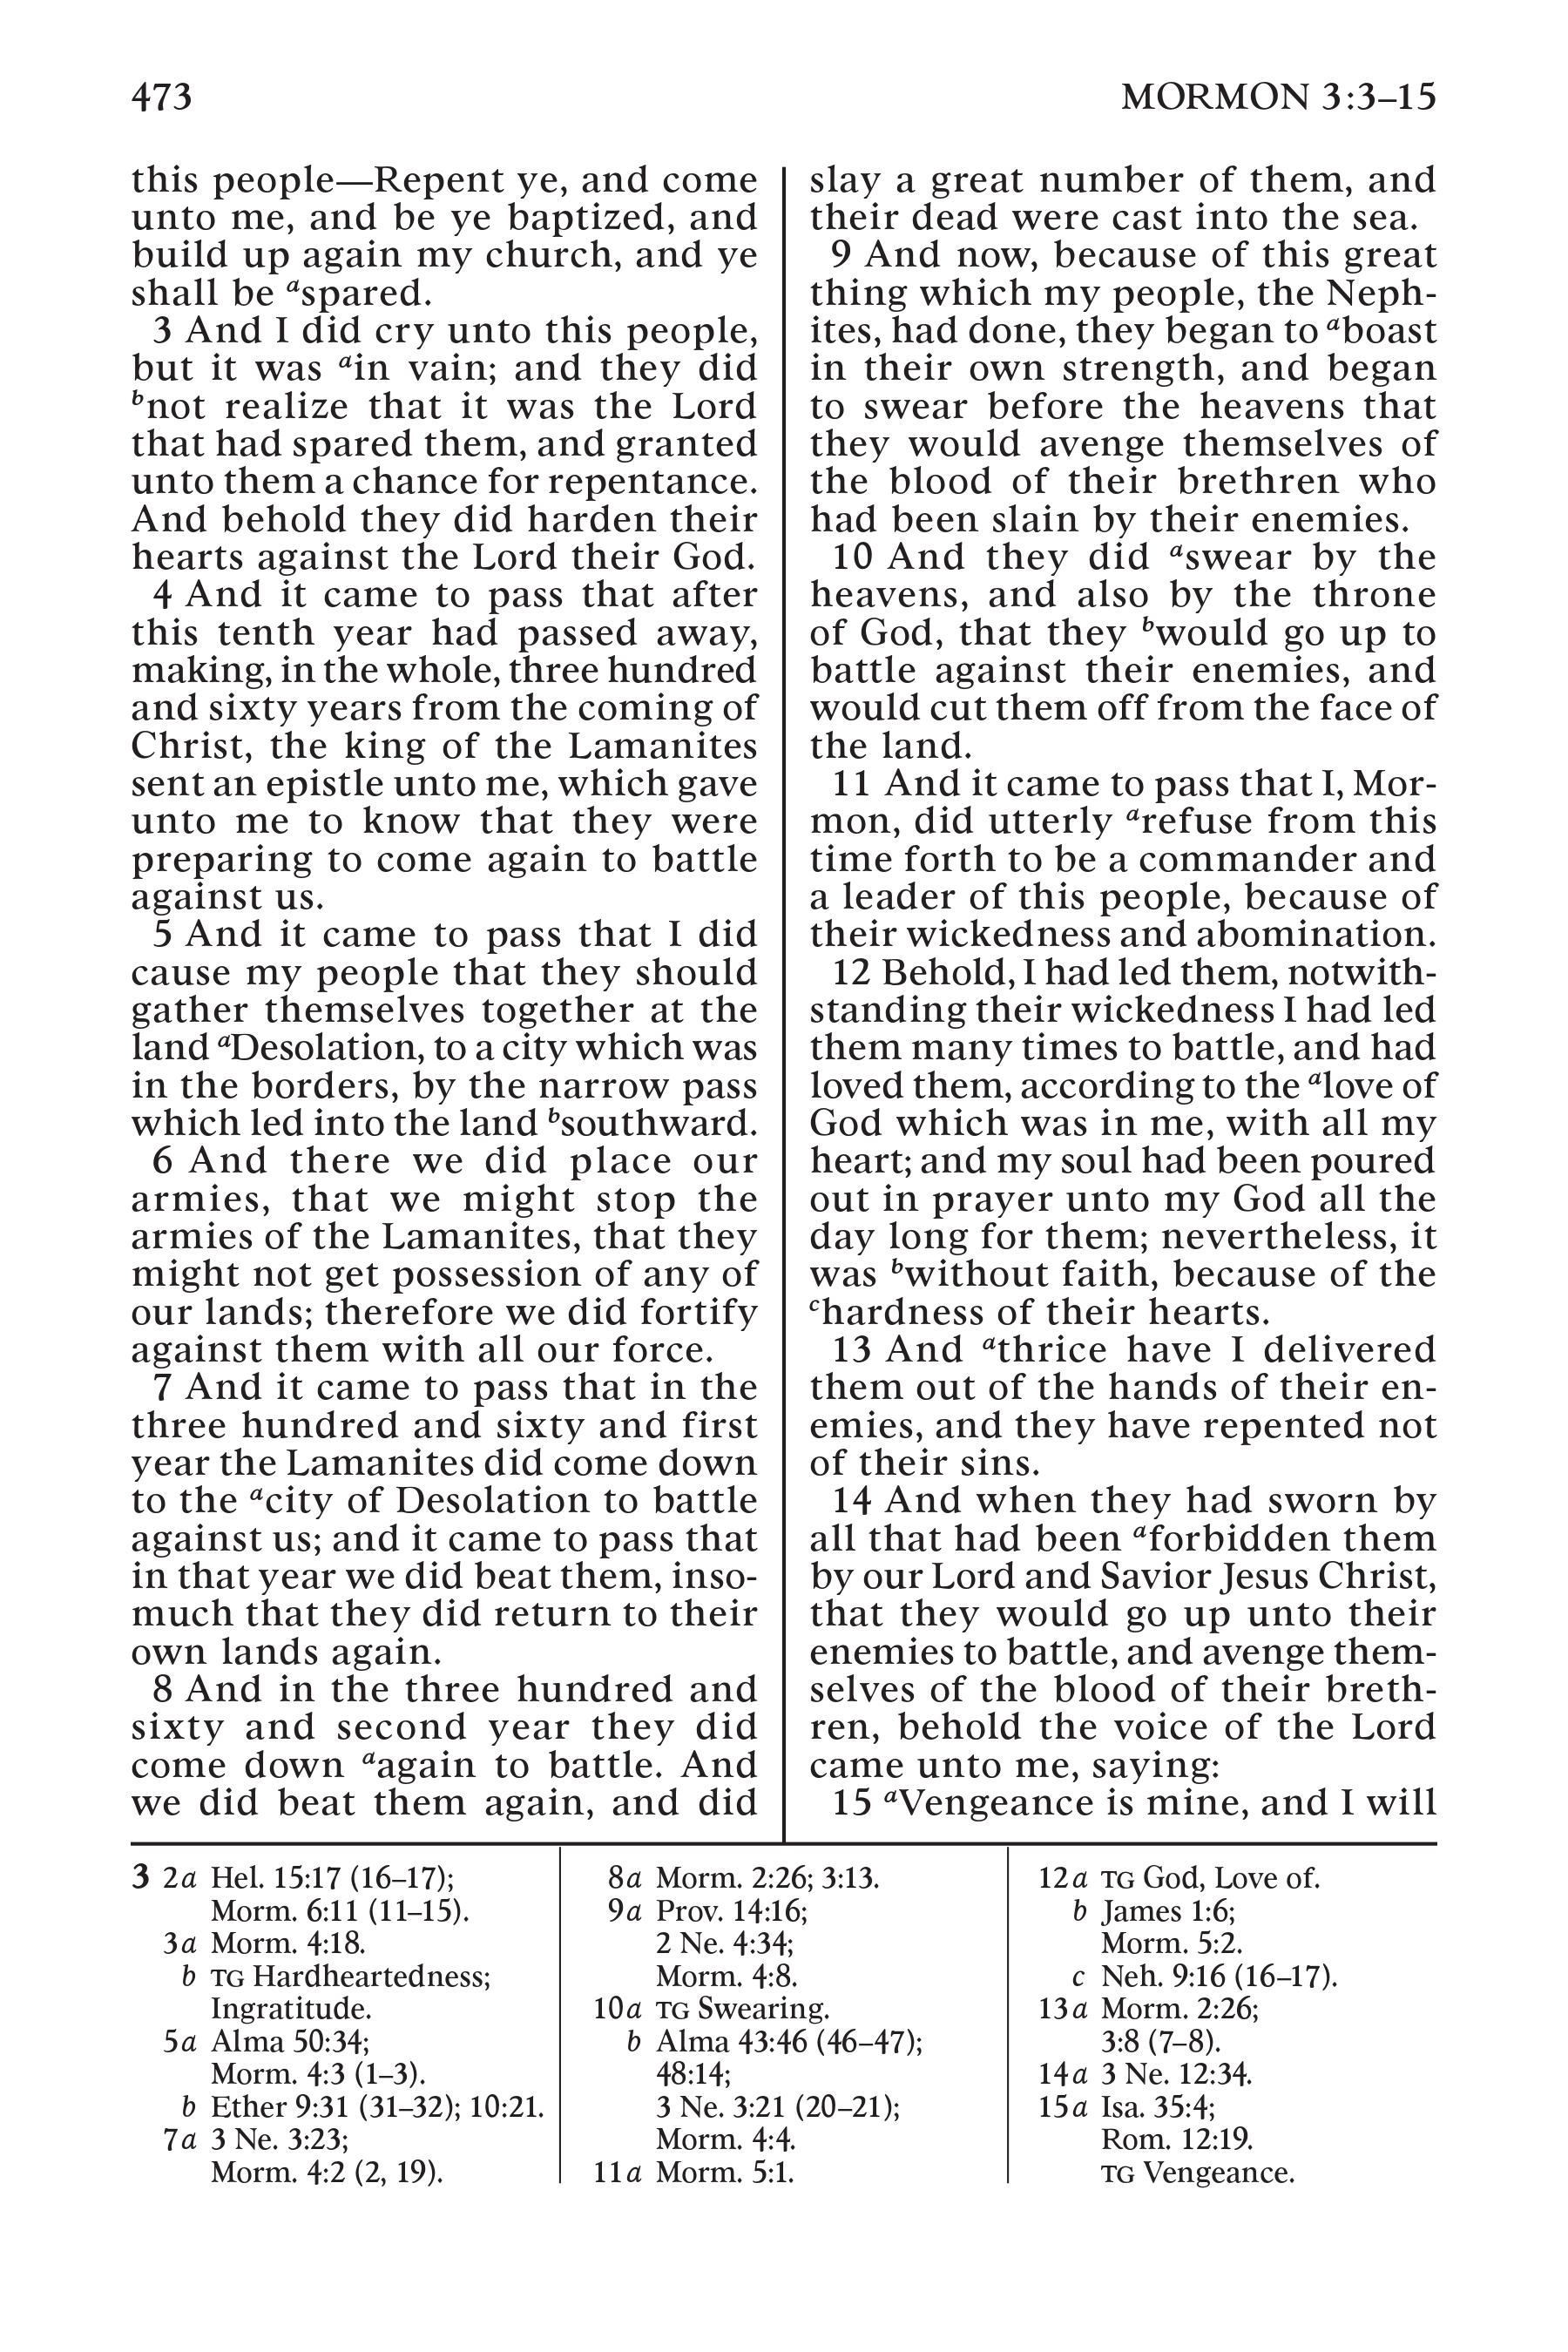 473
MORMON 3:3–15
this people—Repent ye, and come
unto me, and be ye baptized, and
build up again my church, and ye
shall be aspared.
3 And I did cry unto this people,
but it was ain vain; and they did
bnot realize that it was the Lord
that had spared them, and granted
unto them a chance for repentance.
And behold they did harden their
hearts against the Lord their God.
4 And it came to pass that after
this tenth year had passed away,
making, in the whole, three hundred
and sixty years from the coming of
Christ, the king of the Lamanites
sent an epistle unto me, which gave
unto me to know that they were
preparing to come again to battle
against us.
5 And it came to pass that I did
cause my people that they should
gather themselves together at the
land aDesolation, to a city which was
in the borders, by the narrow pass
which led into the land bsouthward.
6 And there we did place our
armies, that we might stop the
armies of the Lamanites, that they
might not get possession of any of
our lands; therefore we did fortify
against them with all our force.
7 And it came to pass that in the
three hundred and sixty and first
year the Lamanites did come down
to the acity of Desolation to battle
against us; and it came to pass that
in that year we did beat them, inso-
much that they did return to their
own lands again.
8 And in the three hundred and
sixty and second year they did
come down aagain to battle. And
we did beat them again, and did
slay a great number of them, and
their dead were cast into the sea.
9 And now, because of this great
thing which my people, the Neph-
ites, had done, they began to aboast
in their own strength, and began
to swear before the heavens that
they would avenge themselves of
the blood of their brethren who
had been slain by their enemies.
10 And they did aswear by the
heavens, and also by the throne
of God, that they bwould go up to
battle against their enemies, and
would cut them off from the face of
the land.
11 And it came to pass that I, Mor-
mon, did utterly arefuse from this
time forth to be a commander and
a leader of this people, because of
their wickedness and abomination.
12 Behold, I had led them, notwith-
standing their wickedness I had led
them many times to battle, and had
loved them, according to the alove of
God which was in me, with all my
heart; and my soul had been poured
out in prayer unto my God all the
day long for them; nevertheless, it
was bwithout faith, because of the
chardness of their hearts.
13 And athrice have I delivered
them out of the hands of their en-
emies, and they have repented not
of their sins.
14 And when they had sworn by
all that had been aforbidden them
by our Lord and Savior Jesus Christ,
that they would go up unto their
enemies to battle, and avenge them-
selves of the blood of their breth-
ren, behold the voice of the Lord
came unto me, saying:
15 aVengeance is mine, and I will
3 2a Hel. 15:17 (16–17);
Morm. 6:11 (11–15).
3a Morm. 4:18.
b TG Hardheartedness;
Ingratitude.
5a Alma 50:34;
Morm. 4:3 (1–3).
b Ether 9:31 (31–32); 10:21.
7a 3 Ne. 3:23;
Morm. 4:2 (2, 19).
8a Morm. 2:26; 3:13.
9a Prov. 14:16;
2 Ne. 4:34;
Morm. 4:8.
10a TG Swearing.
b Alma 43:46 (46–47);
48:14;
3 Ne. 3:21 (20–21);
Morm. 4:4.
11a Morm. 5:1.
12a TG God, Love of.
b James 1:6;
Morm. 5:2.
c Neh. 9:16 (16–17).
13a Morm. 2:26;
3:8 (7–8).
14a 3 Ne. 12:34.
15a Isa. 35:4;
Rom. 12:19.
TG Vengeance.